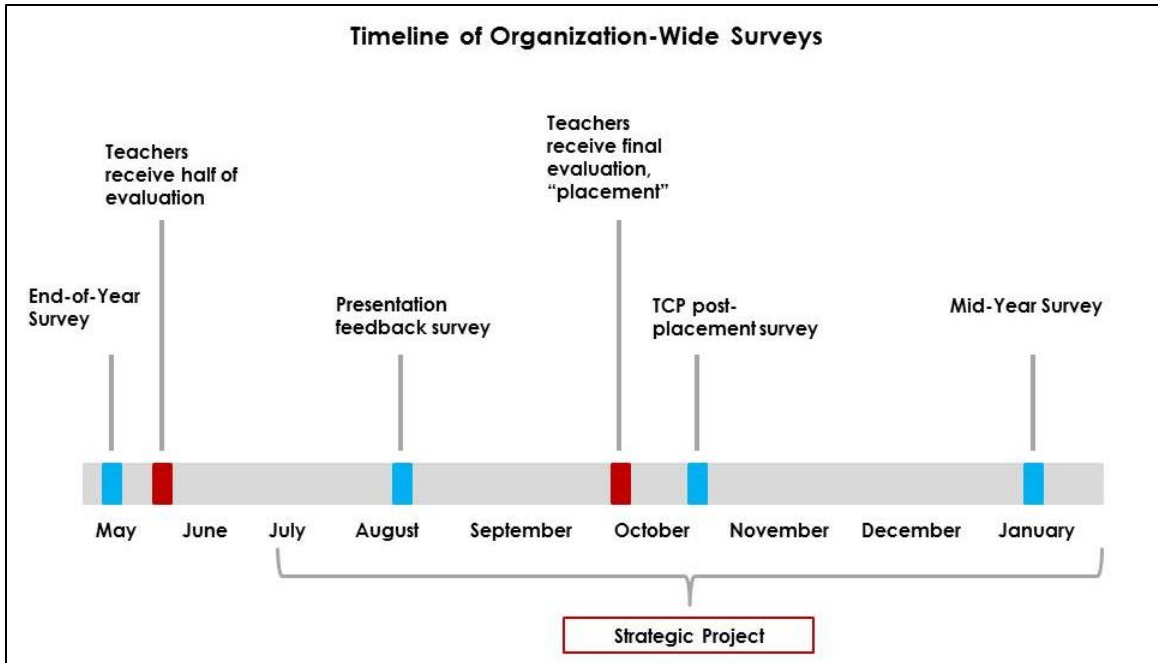 Timeline of Organization-Wide Surveys
Teachers
receive half of
evaluation
Teachers
receive final
evaluation,
“placement”
End-of-Year
Survey
Presentation
feedback survey
TCP post-
placement survey
Mid-Year Survey
May June July August September October November December January
Strategic Project